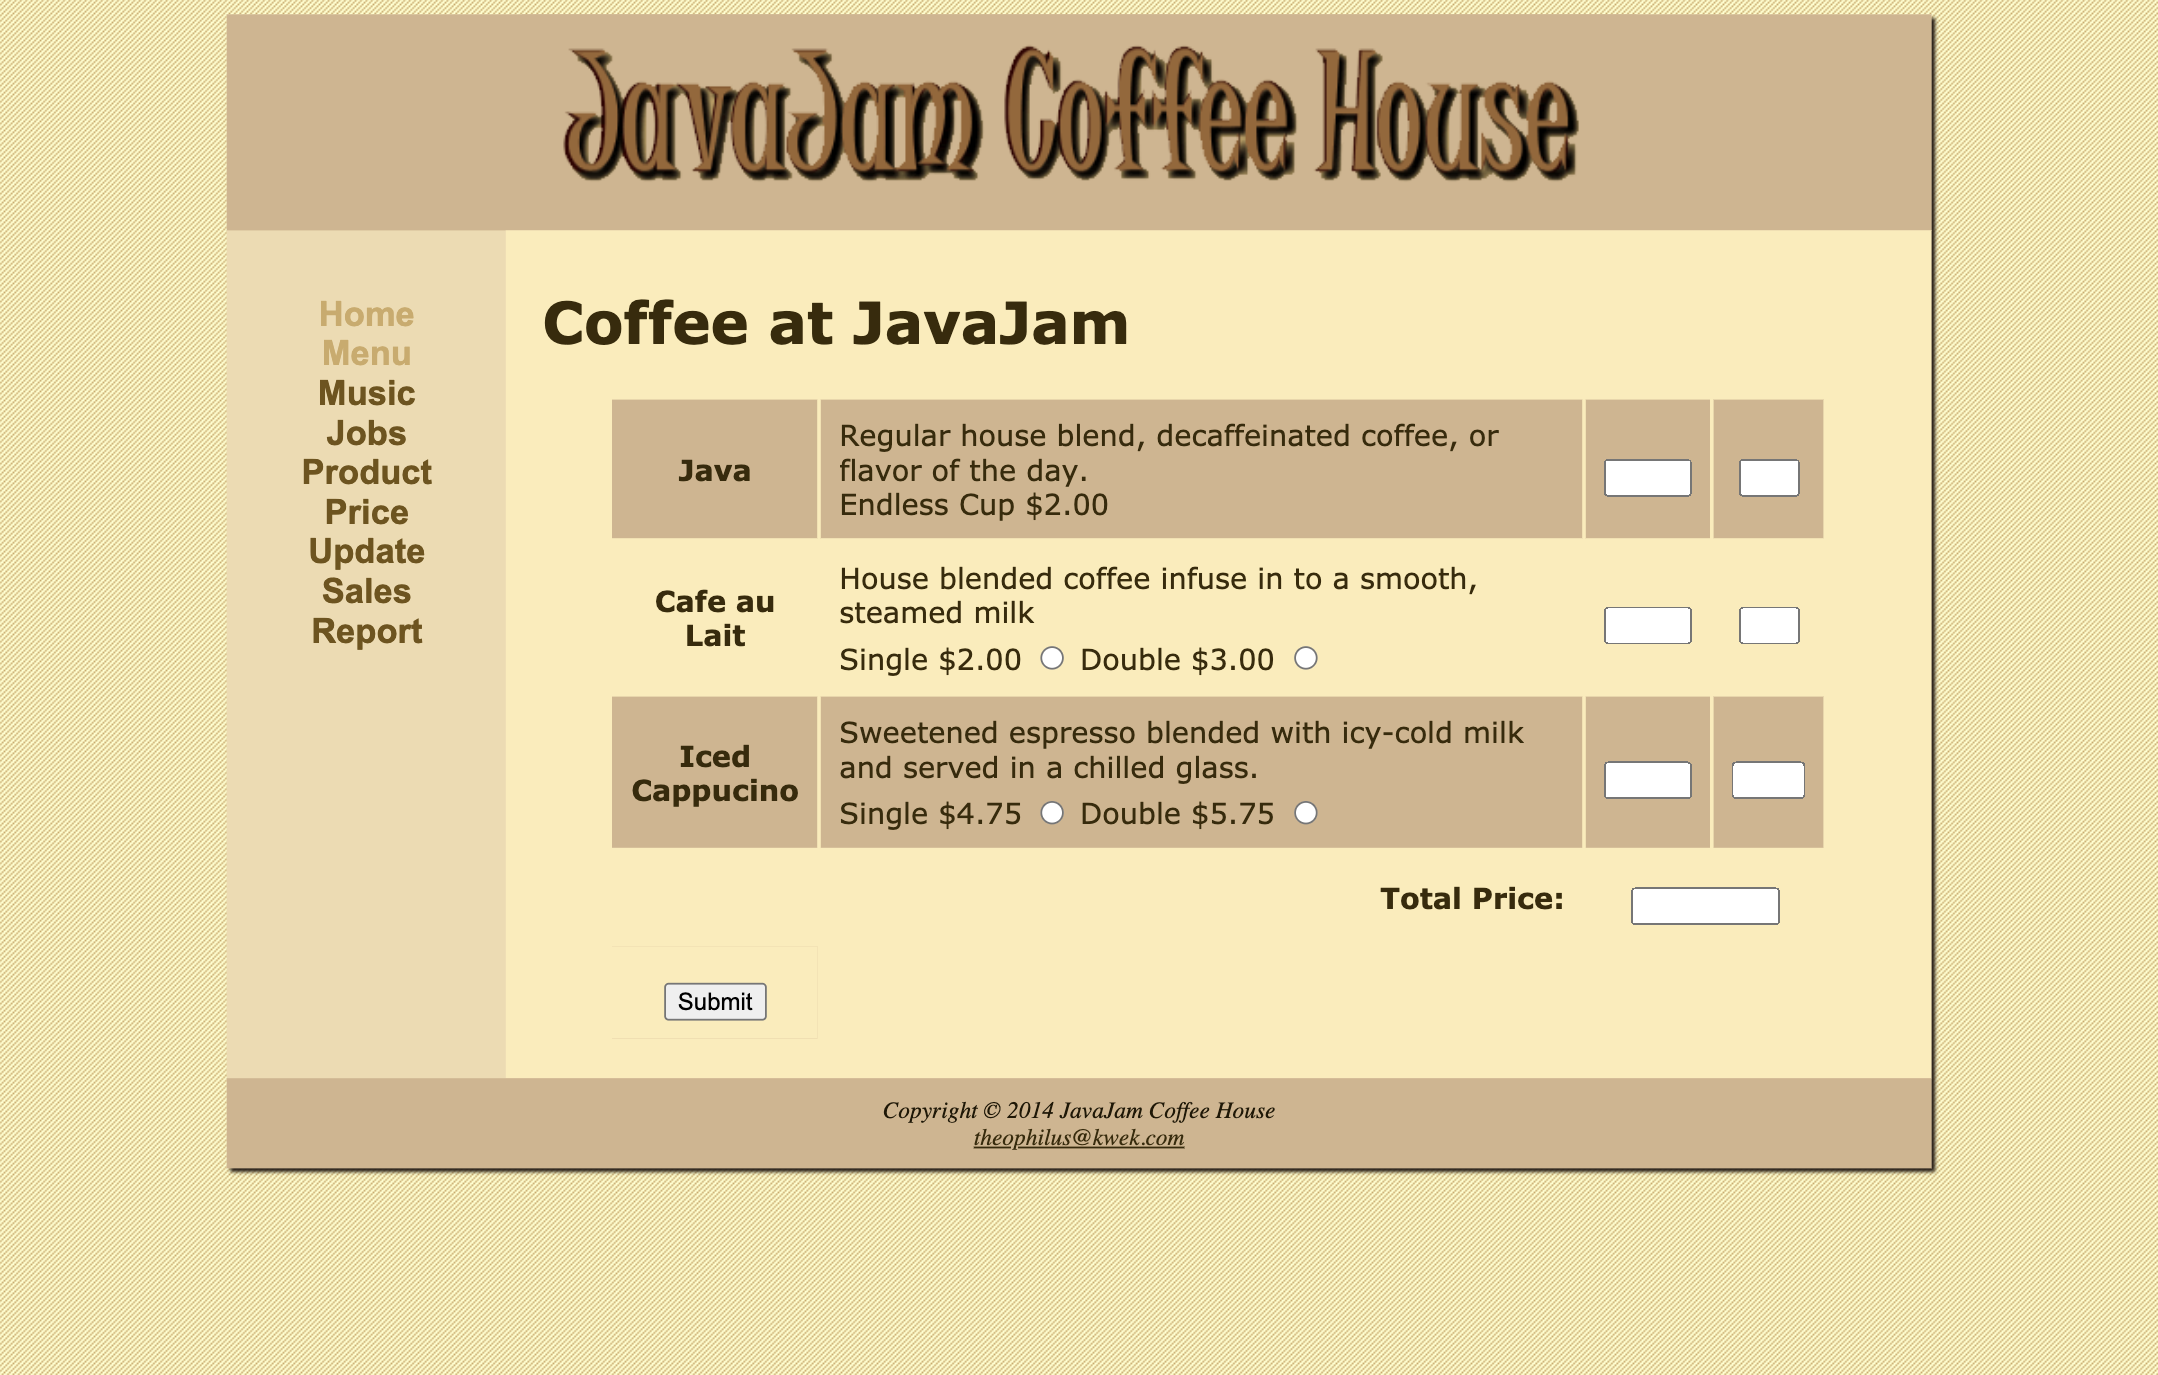 JavaJam Coffee House
Home
Menu
Music
Jobs
Product
Price
Update
Sales
Report
Coffee at JavaJam
Java
Regular house blend, decaffeinated coffee, or
flavor of the day.
Endless Cup $2.00
Cafe au
Lait
House blended coffee infuse in to a smooth,
steamed milk
Single $2.00 Double $3.00
Iced
Cappucino
Sweetened espresso blended with icy-cold milk
and served in a chilled glass.
Single $4.75 Double $5.75
Total Price:
Submit
Copyright © 2014 JavaJam Coffee House
theophilus@kwek.com